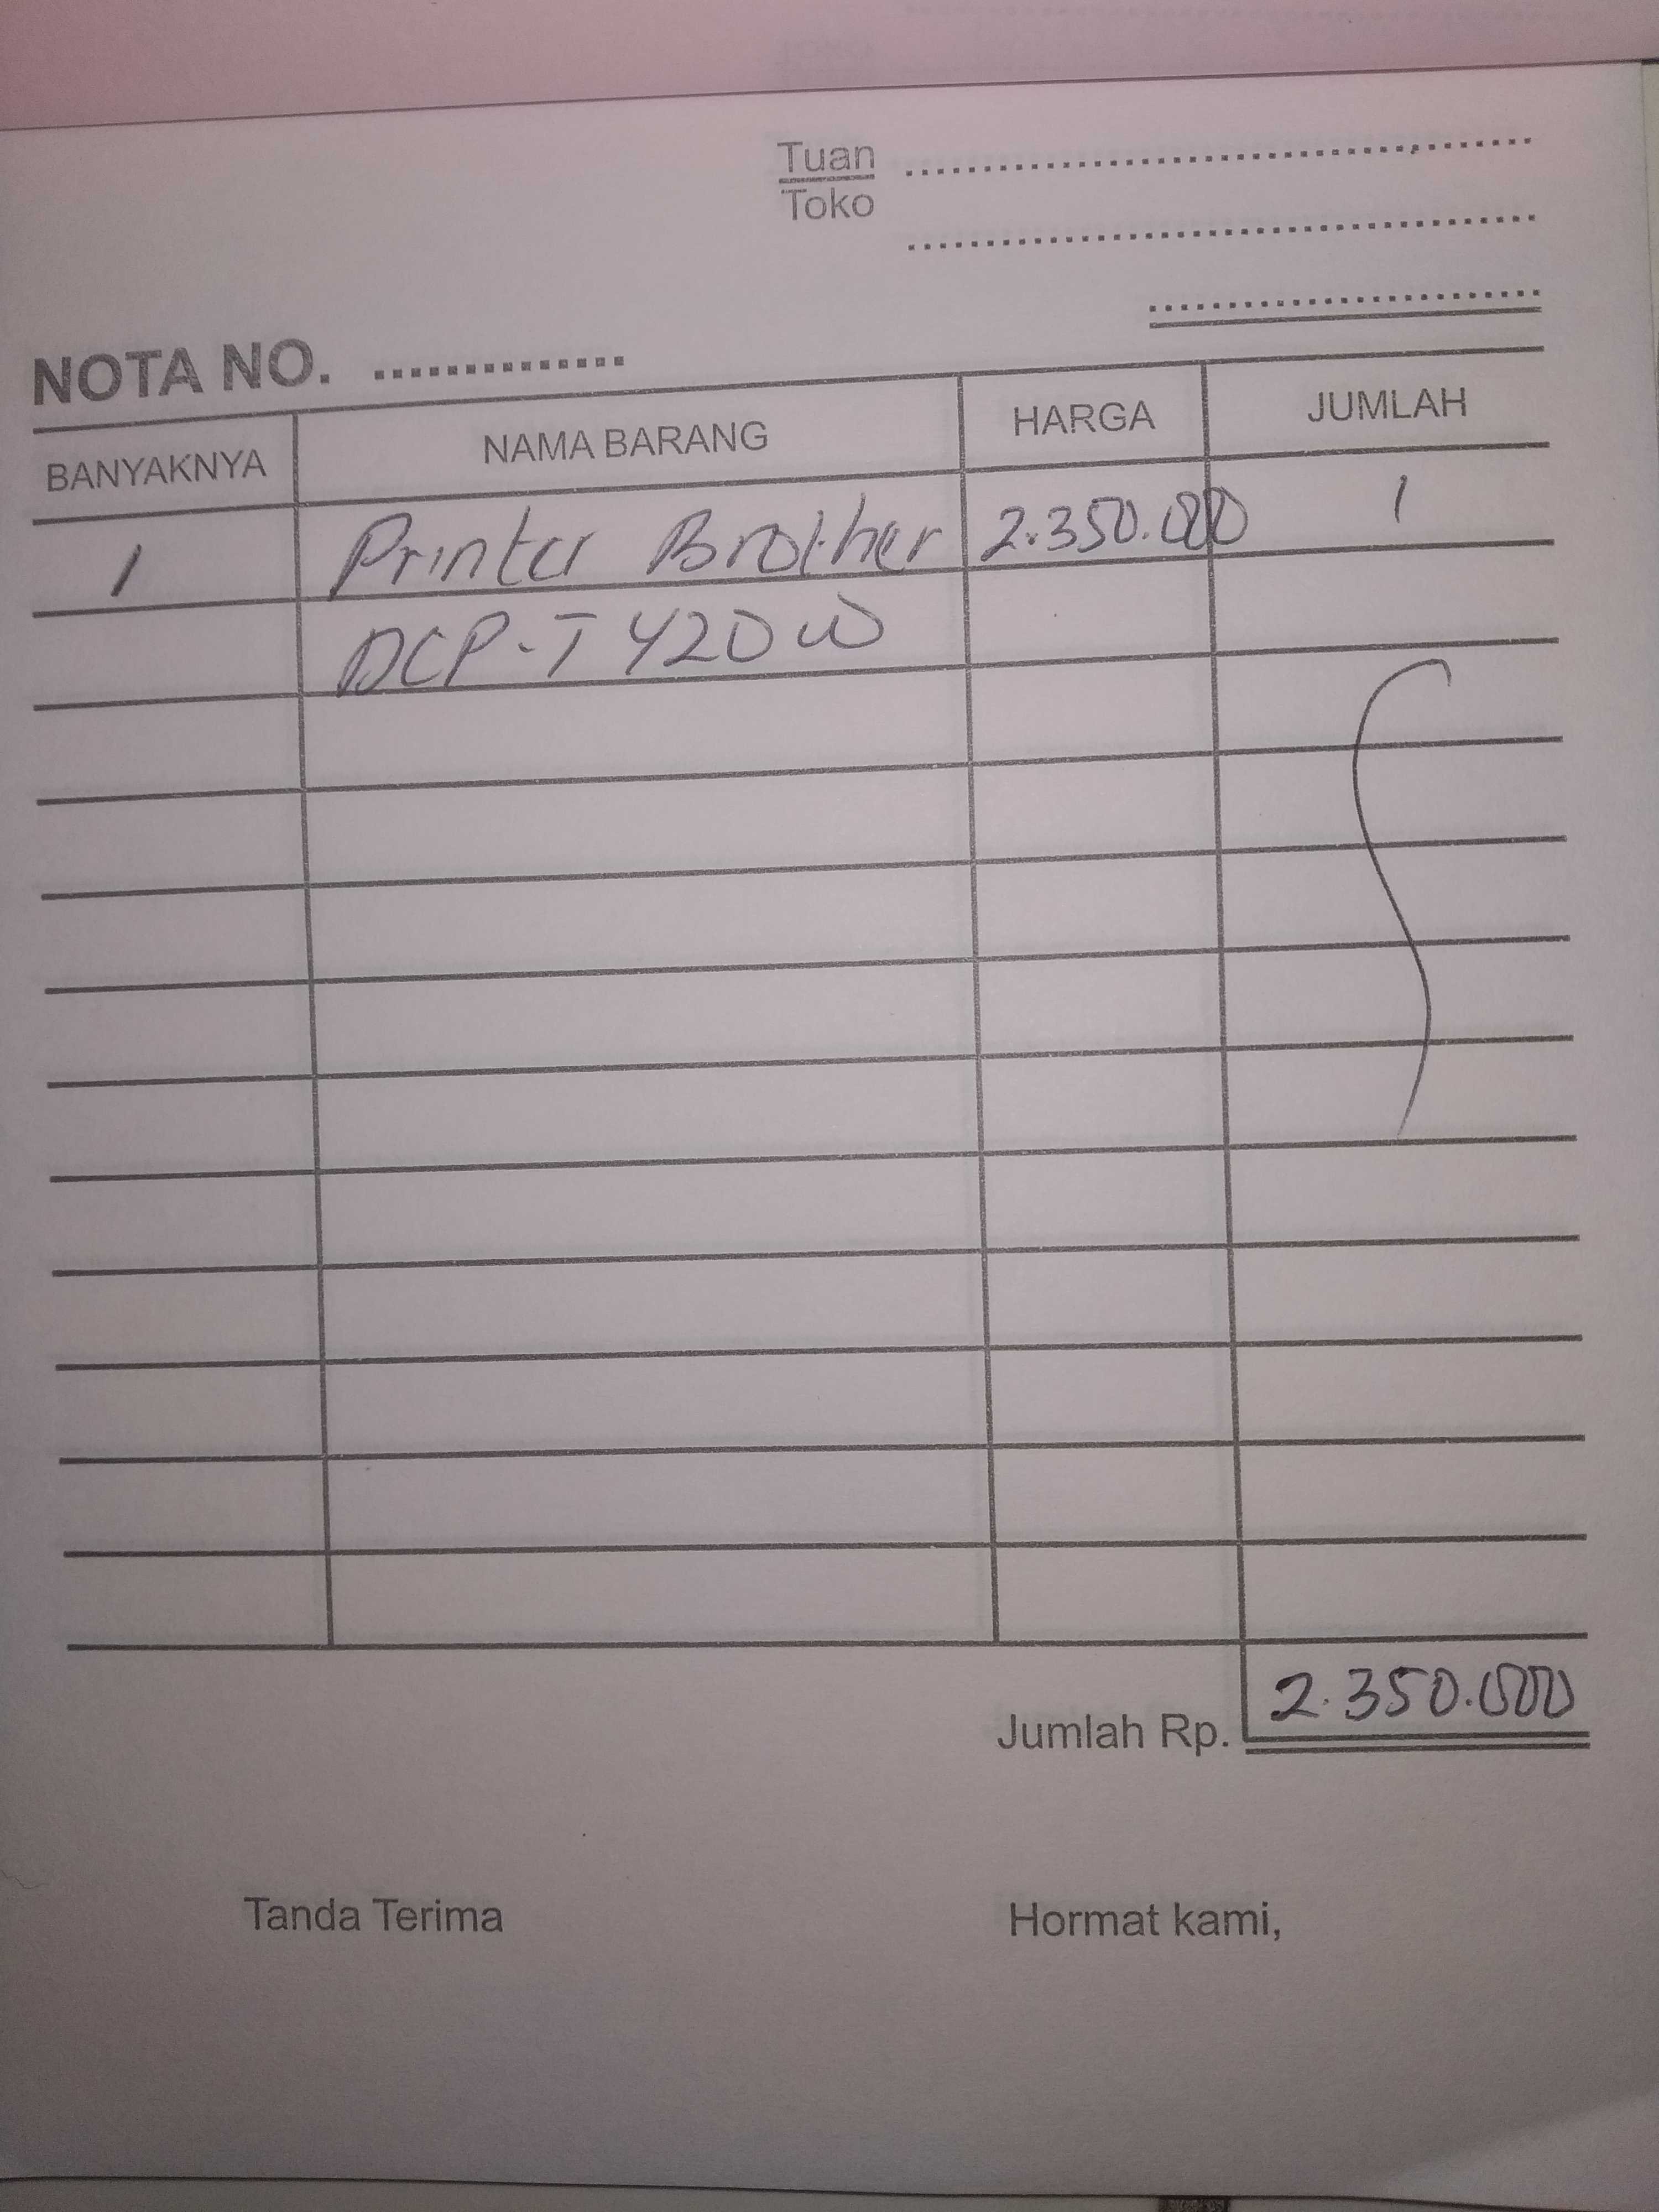 Tuan
Toko
NOTA NO. ..............
BANYAKNYA NAMA BARANG HARGA JUMLAH
1 Printer Brother 2.350.000 1
DCP-T420W
Jumlah Rp. 2.350.000
Tanda Terima Hormat kami,